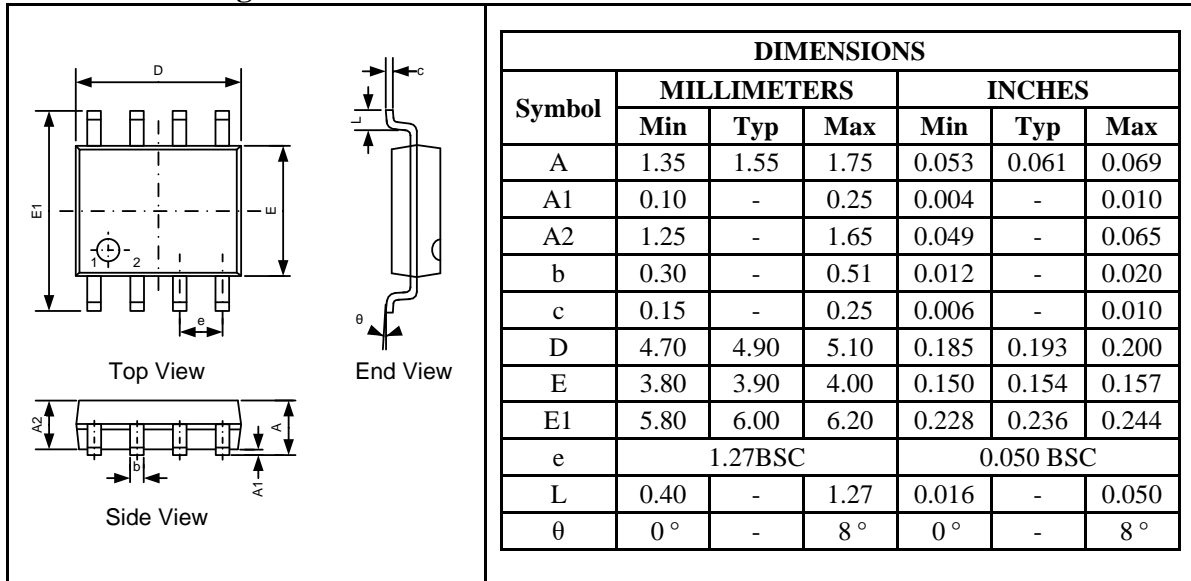 D
c
L
E1
E
1
2
e
θ
Top View
End View
A2
A
b
A1
Side View
DIMENSIONS
Symbol MILLIMETERS INCHES
Min Typ Max Min Typ Max
A 1.35 1.55 1.75 0.053 0.061 0.069
A1 0.10 - 0.25 0.004 - 0.010
A2 1.25 - 1.65 0.049 - 0.065
b 0.30 - 0.51 0.012 - 0.020
c 0.15 - 0.25 0.006 - 0.010
D 4.70 4.90 5.10 0.185 0.193 0.200
E 3.80 3.90 4.00 0.150 0.154 0.157
E1 5.80 6.00 6.20 0.228 0.236 0.244
e 1.27BSC 0.050 BSC
L 0.40 - 1.27 0.016 - 0.050
θ 0 ° - 8 ° 0 ° - 8 °